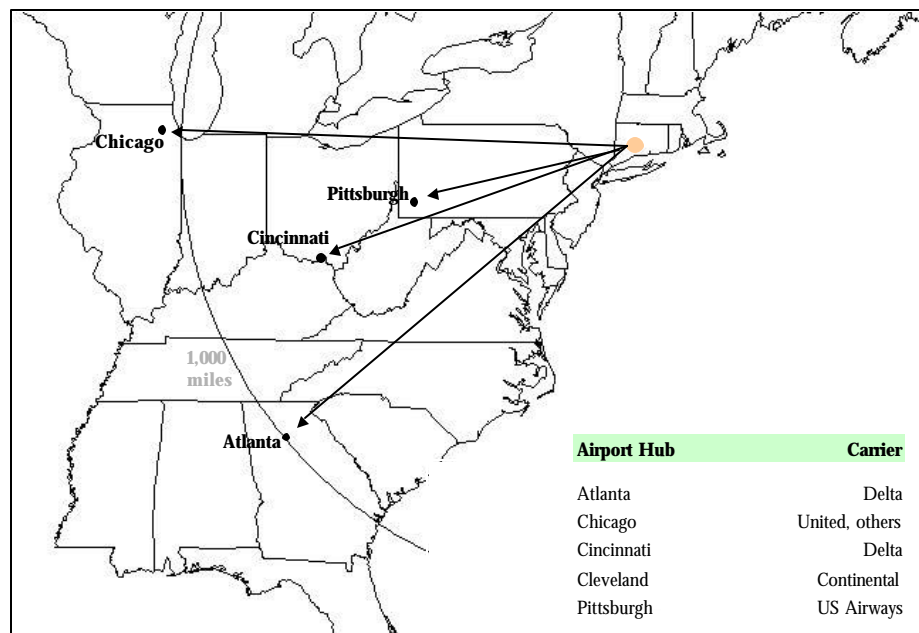 Chicago
Pittsburgh
Cincinnati
1,000
miles
Atlanta
Airport Hub Carrier
Atlanta Delta
Chicago United, others
Cincinnati Delta
Cleveland Continental
Pittsburgh US Airways